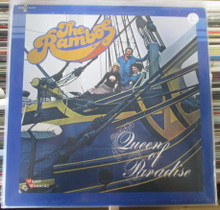 The
Rambos
Queen
of
Paradise